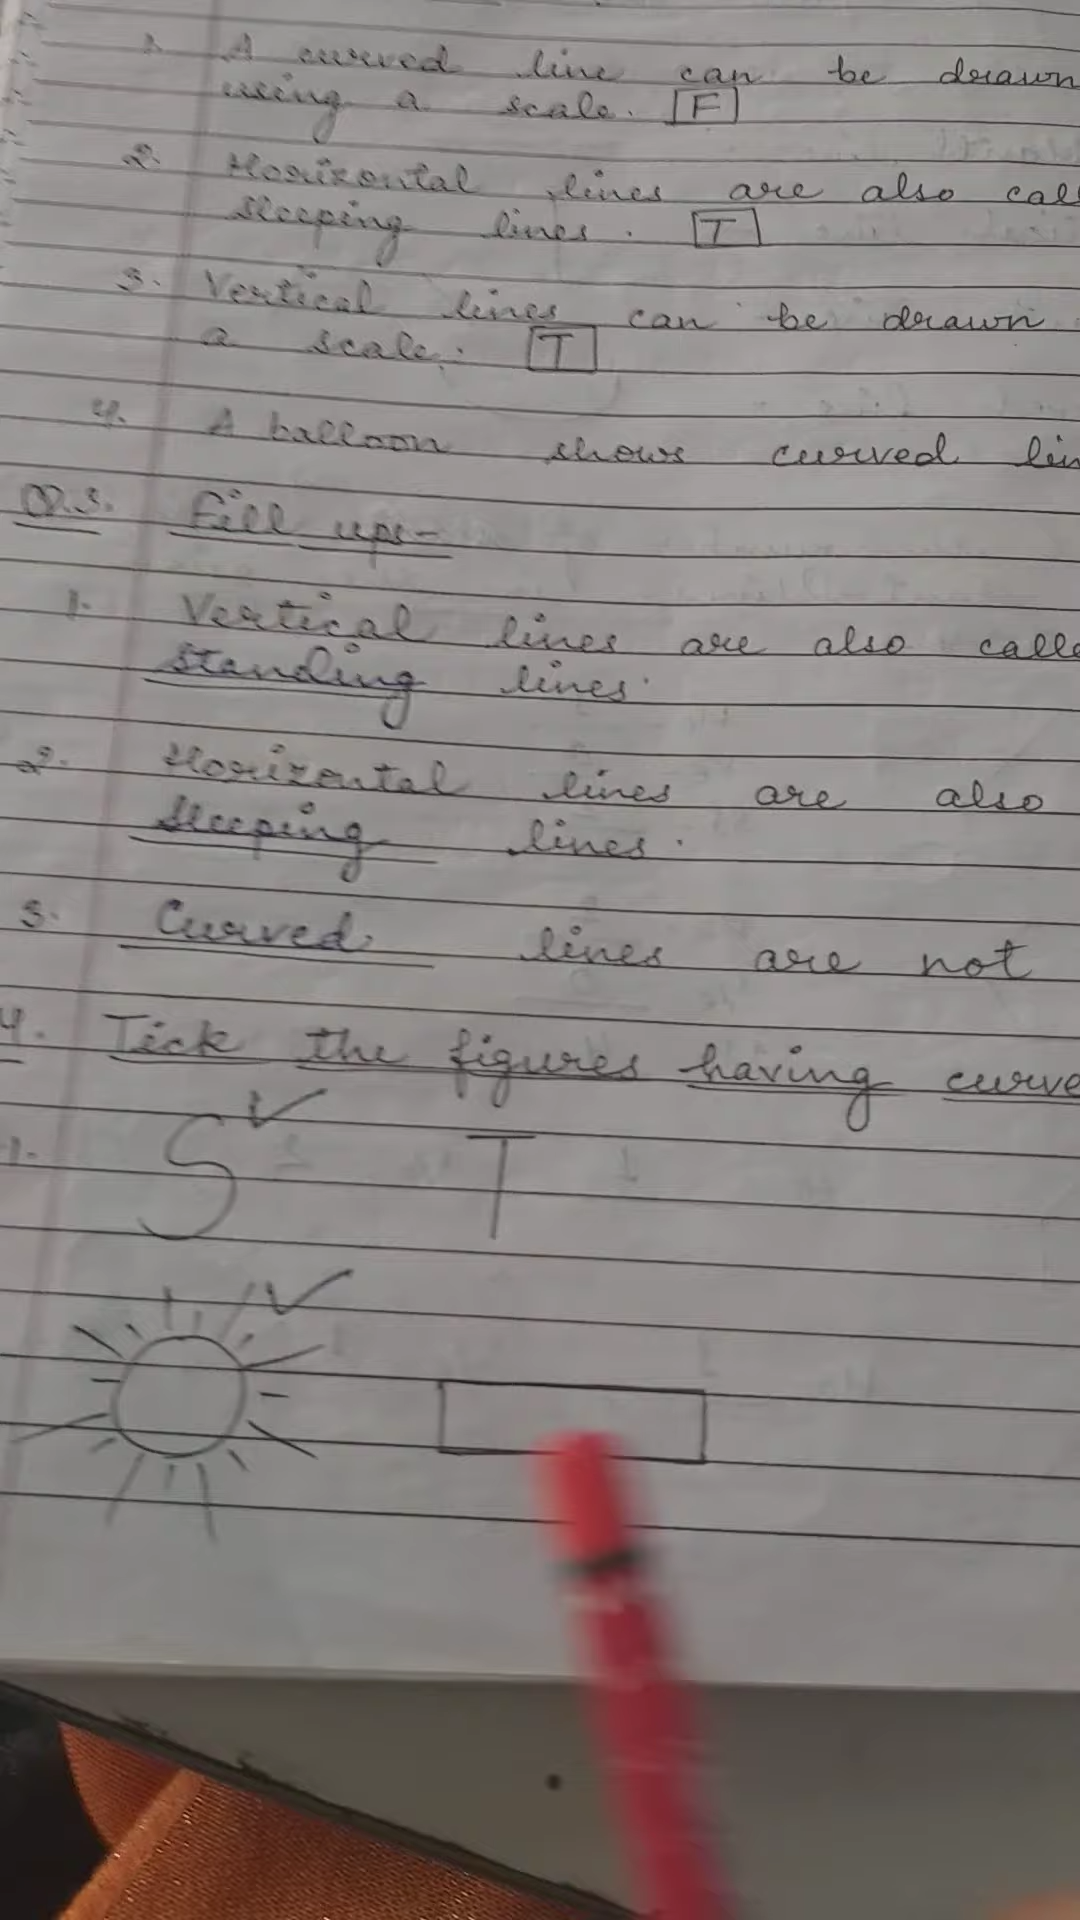 1. A curved line can be drawn
using a scale. F
2. Horizontal lines are also call
sleeping lines. T
3. Vertical lines can be drawn
a scale. T
4. A balloon shows curved lin
Q.3. Fill ups-
1. Vertical lines are also calle
standing lines.
2. Horizontal lines are also
sleeping lines.
3. Curved lines are not
4. Tick the figures having curve
1. S ✓ T
✓